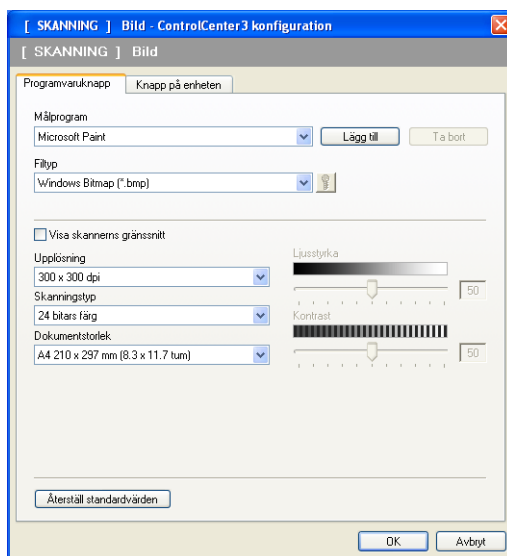 [ SKANNING ] Bild - ControlCenter3 konfiguration
[ SKANNING ] Bild
Programvaruknapp Knapp på enheten
Målprogram
Microsoft Paint Lägg till Ta bort
Filtyp
Windows Bitmap (*.bmp)
Visa skannerns gränssnitt
Upplösning Ljusstyrka
300 x 300 dpi 50
Skanningstyp Kontrast
24 bitars färg
Dokumentstorlek
A4 210 x 297 mm (8.3 x 11.7 tum) 50
Återställ standardvärden
OK Avbryt